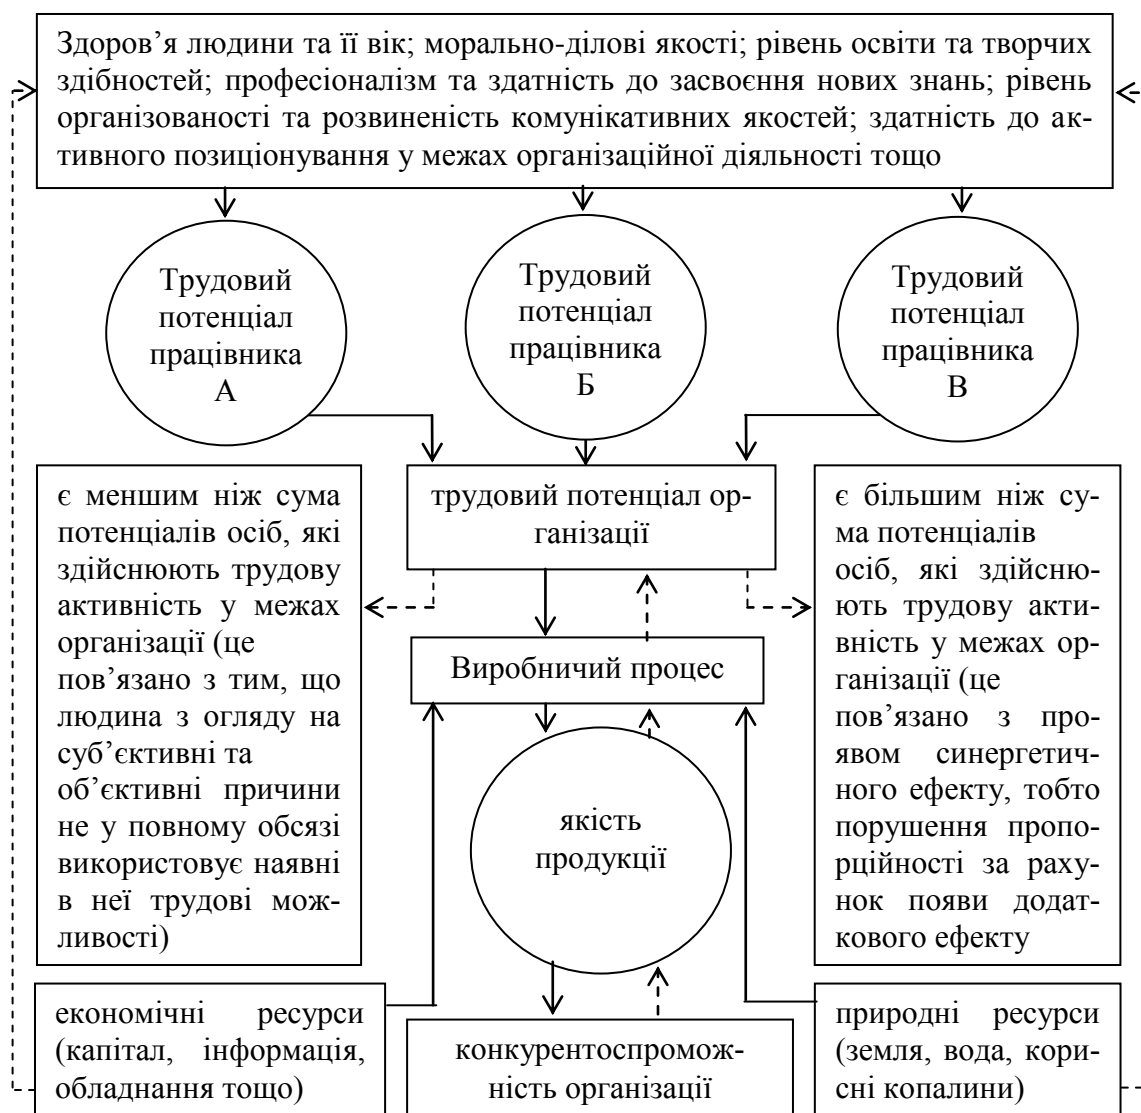 Здоров’я людини та її вік; морально-ділові якості; рівень освіти та творчих
здібностей; професіоналізм та здатність до засвоєння нових знань; рівень
організованості та розвиненість комунікативних якостей; здатність до ак-
тивного позиціонування у межах організаційної діяльності тощо
Трудовий
потенціал
працівника
А
Трудовий
потенціал
працівника
Б
Трудовий
потенціал
працівника
В
є меншим ніж сума
потенціалів осіб, які
здійснюють трудову
активність у межах
організації (це
пов’язано з тим, що
людина з огляду на
суб’єктивні та
об’єктивні причини
не у повному обсязі
використовує наявні
в неї трудові мож-
ливості)
трудовий потенціал ор-
ганізації
є більшим ніж су-
ма потенціалів
осіб, які здійсню-
ють трудову акти-
вність у межах ор-
ганізації (це
пов’язано з про-
явом синергетич-
ного ефекту, тобто
порушення пропо-
рційності за раху-
нок появи додат-
кового ефекту
Виробничий процес
якість
продукції
економічні ресурси
(капітал, інформація,
обладнання тощо)
конкурентоспромож-
ність організації
природні ресурси
(земля, вода, кори-
сні копалини)